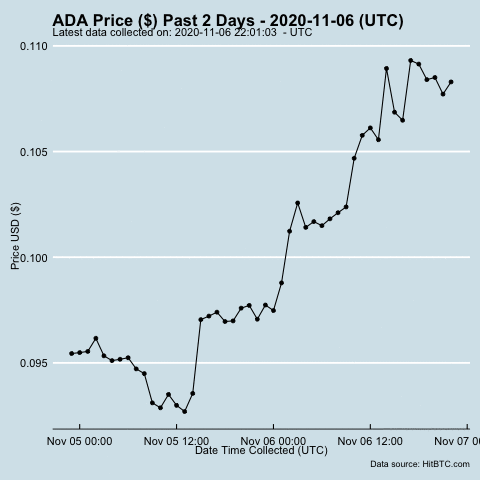 ADA Price ($) Past 2 Days - 2020-11-06 (UTC)
Latest data collected on: 2020-11-06 22:01:03 - UTC
0.110
0.105
0.100
0.095
Price USD ($)
Nov 05 00:00 Nov 05 12:00 Nov 06 00:00 Nov 06 12:00 Nov 07 0
Date Time Collected (UTC)
Data source: HitBTC.com